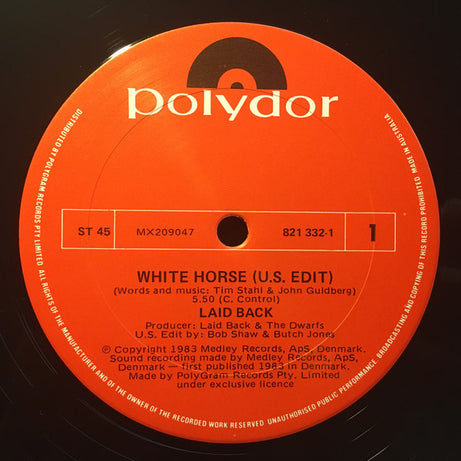 polydor
ST 45
MX209047
821 332-1
1
WHITE HORSE (U.S. EDIT)
(Words and music: Tim Stahl & John Guldberg)
5.50 (C. Control)
LAID BACK
Producer: Laid Back & The Dwarfs
U.S. Edit by: Bob Shaw & Butch Jones
℗ Copyright 1983 Medley Records, ApS, Denmark.
Sound recording made by Medley Records, ApS,
Denmark — first published 1983 in Denmark.
Made by PolyGram Records Pty. Limited
under exclusive licence
DISTRIBUTED BY POLYGRAM RECORDS PTY LIMITED ALL RIGHTS OF THE MANUFACTURER AND OF THE OWNER OF THE RECORDED WORK RESERVED UNAUTHORISED PUBLIC PERFORMANCE BROADCASTING AND COPYING OF THIS RECORD PROHIBITED MADE IN AUSTRALIA